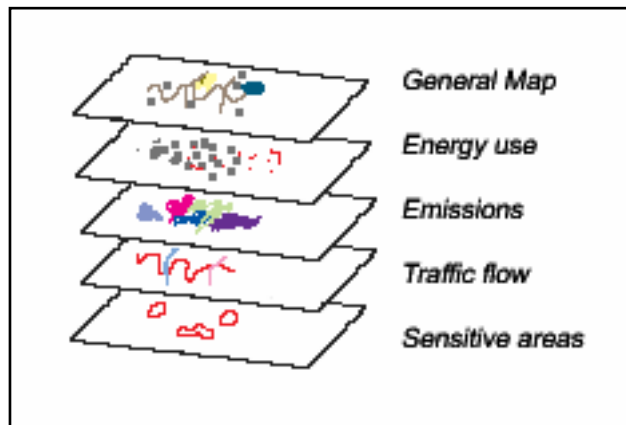 General Map
Energy use
Emissions
Traffic flow
Sensitive areas